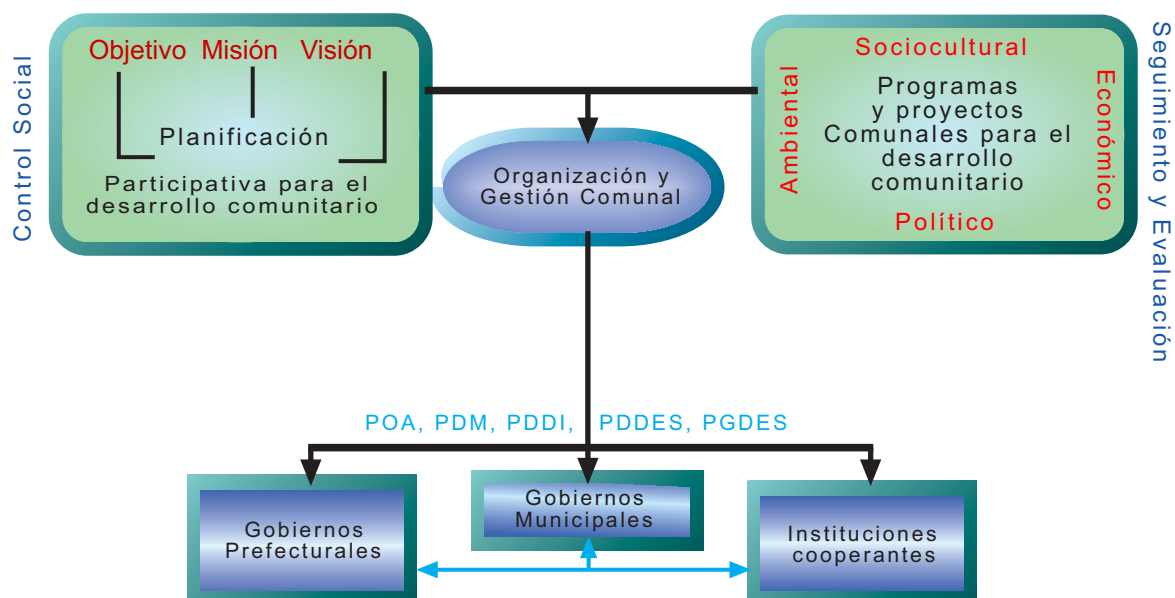 Control Social
Objetivo Misión Visión
Planificación
Participativa para el
desarrollo comunitario
Organización y
Gestión Comunal
Sociocultural
Ambiental
Programas
y proyectos
Comunales para el
desarrollo
comunitario
Económico
Político
Seguimiento y Evaluación
POA, PDM, PDDI, PDDES, PGDES
Gobiernos
Prefecturales
Gobiernos
Municipales
Instituciones
cooperantes